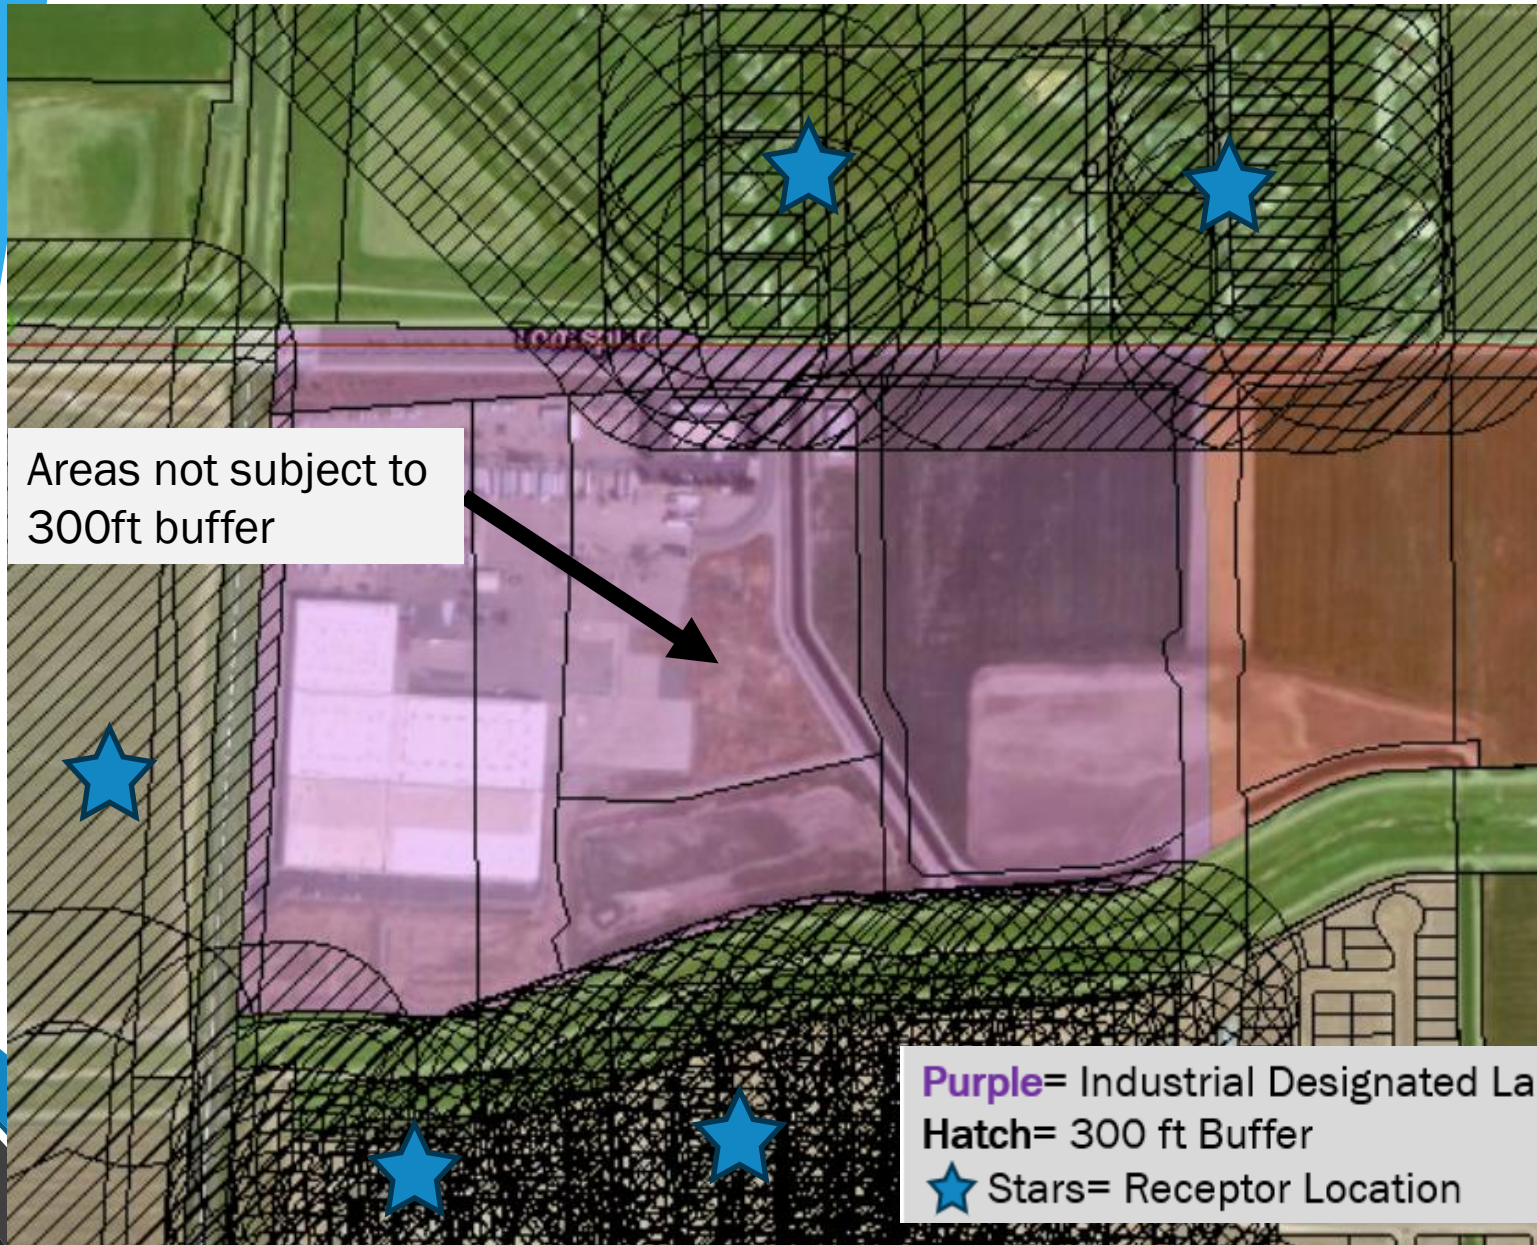 Areas not subject to
300ft buffer
Purple= Industrial Designated La
Hatch= 300 ft Buffer
Stars= Receptor Location